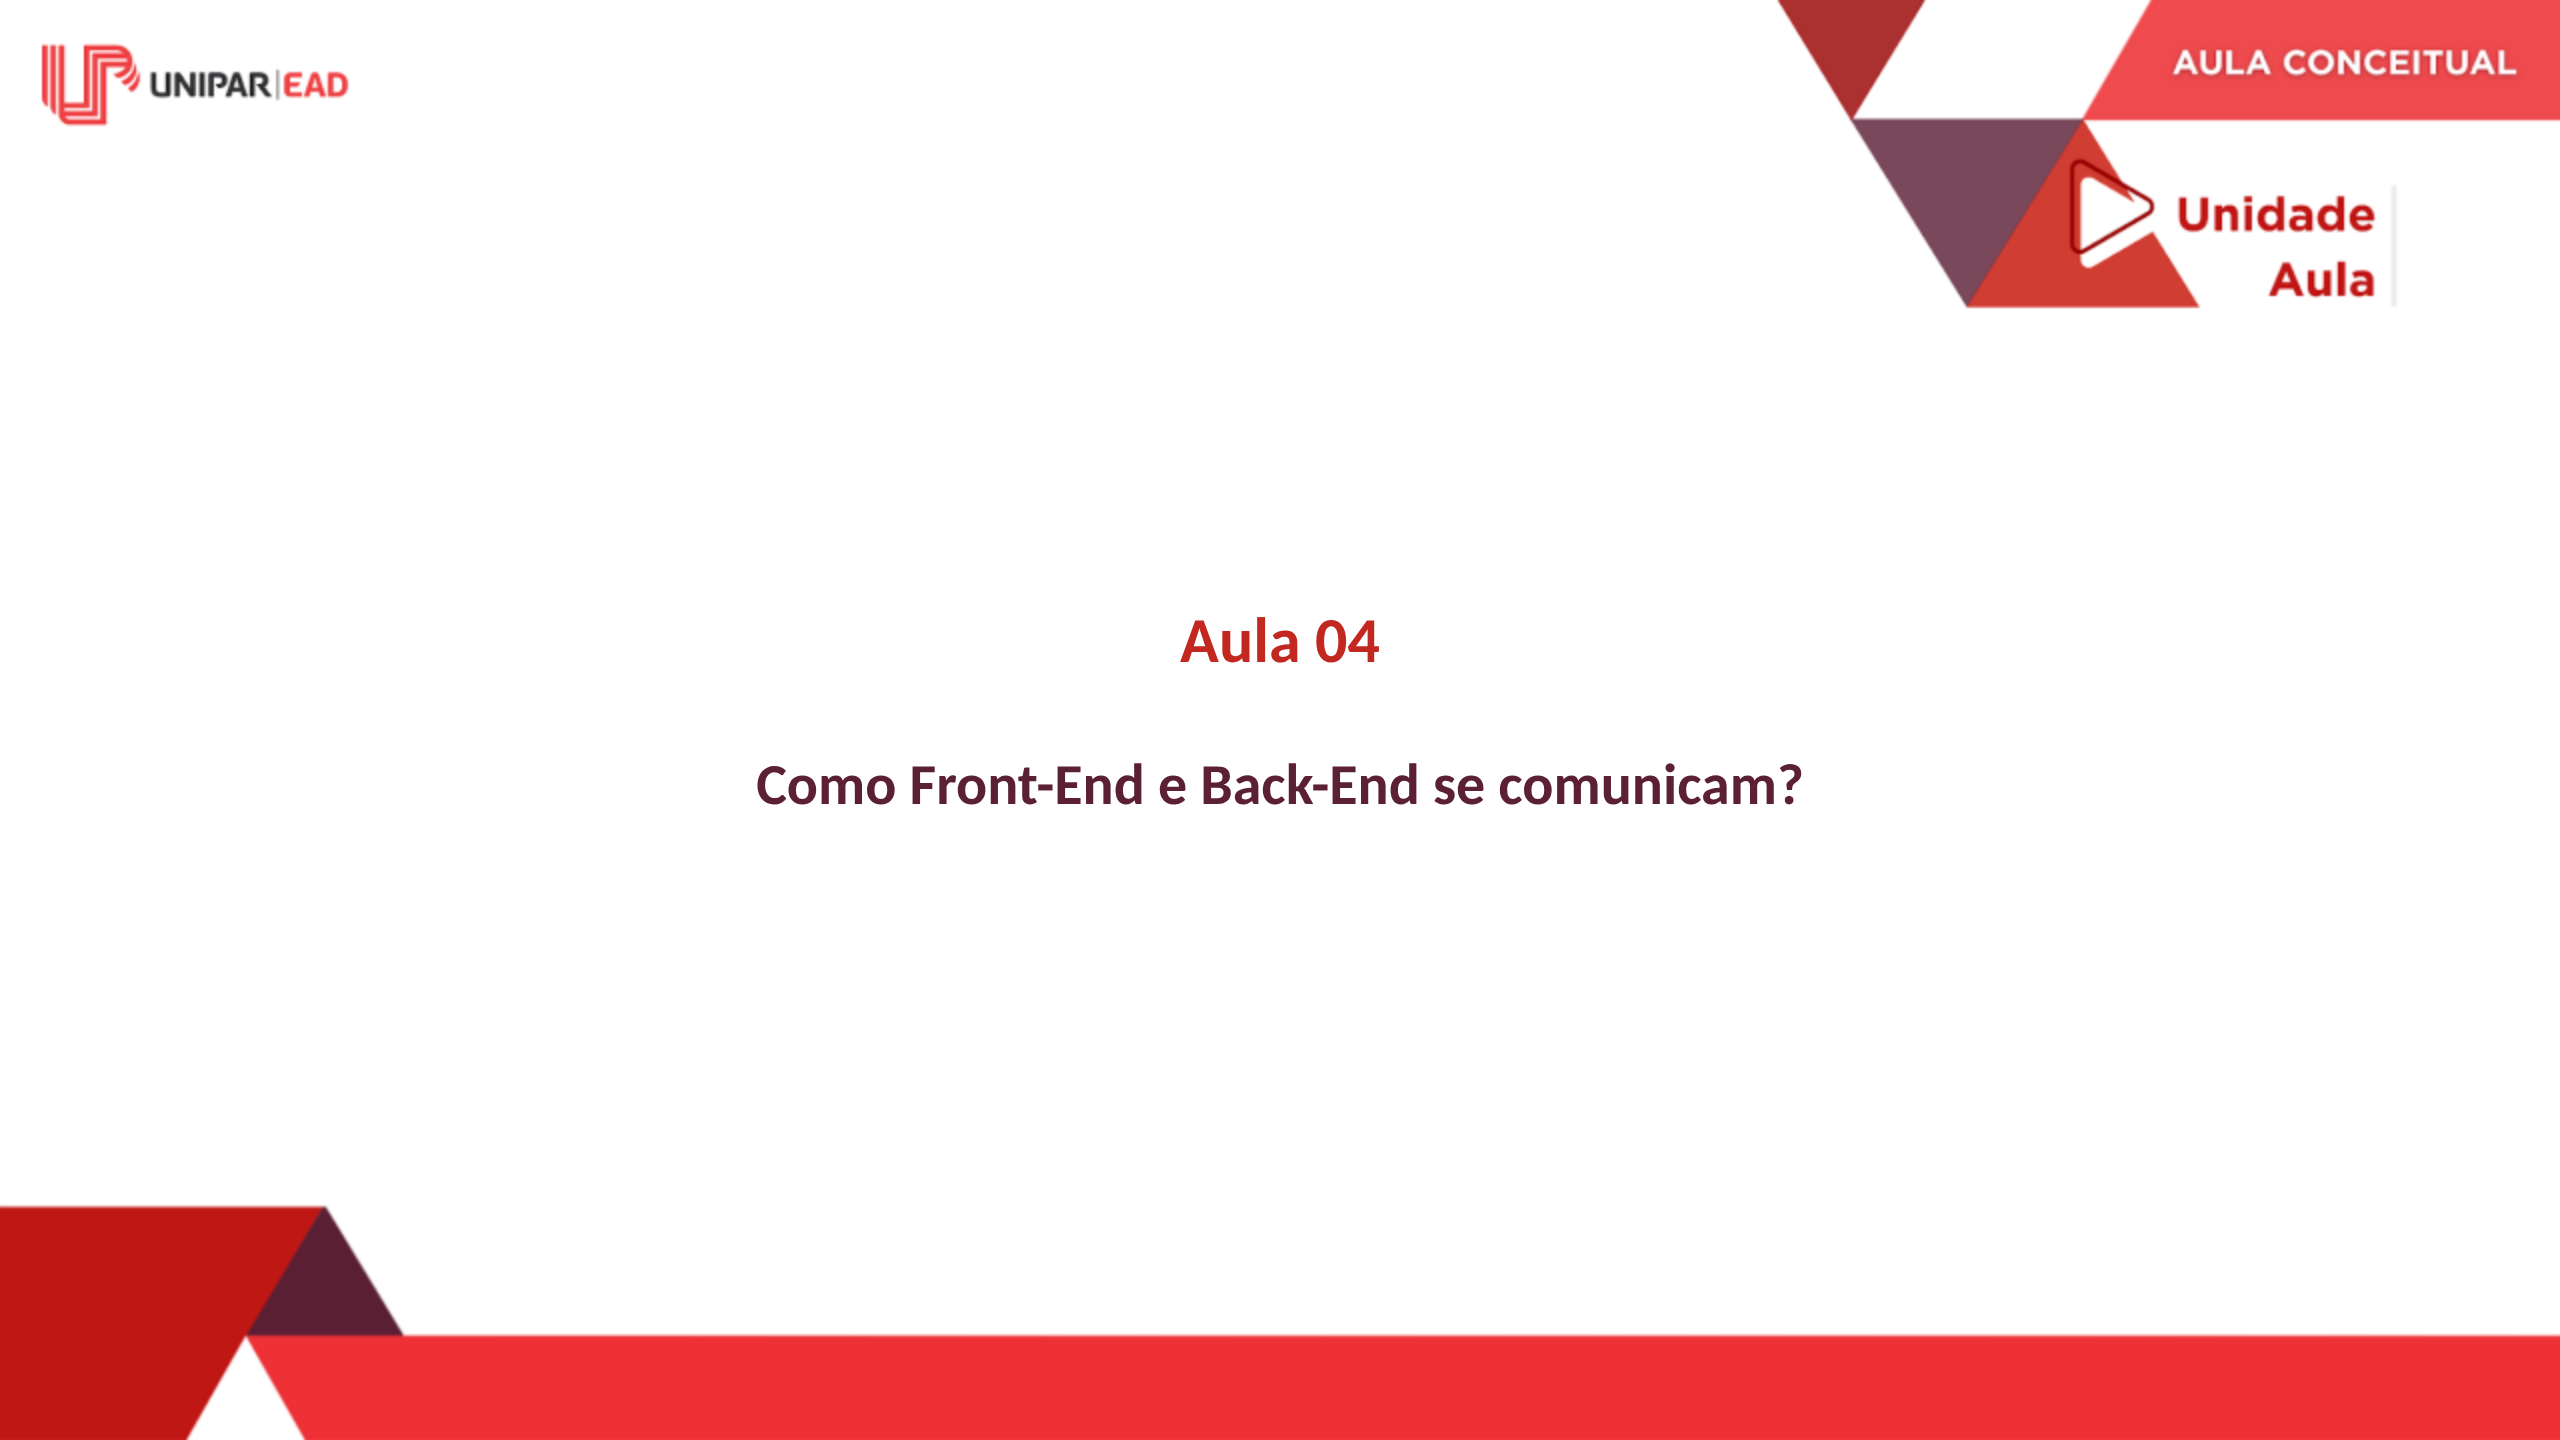 UNIPAR|EAD
AULA CONCEITUAL
Unidade
Aula
Aula 04
Como Front-End e Back-End se comunicam?